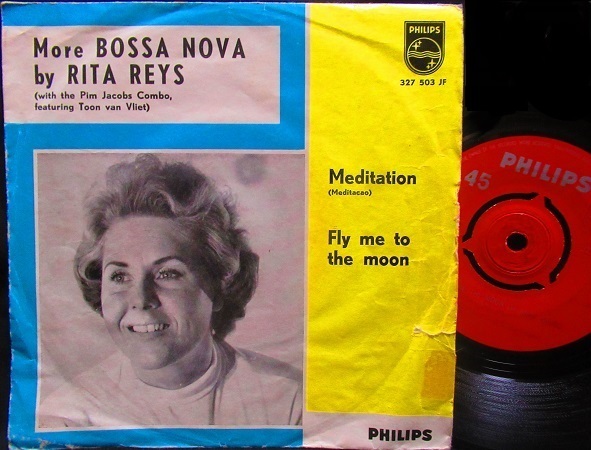 More BOSSA NOVA
by RITA REYS
(with the Pim Jacobs Combo,
featuring Toon van Vliet)
PHILIPS
327 503 JF
Meditation
(Meditacao)
Fly me to
the moon
PHILIPS
45 PHILIPS